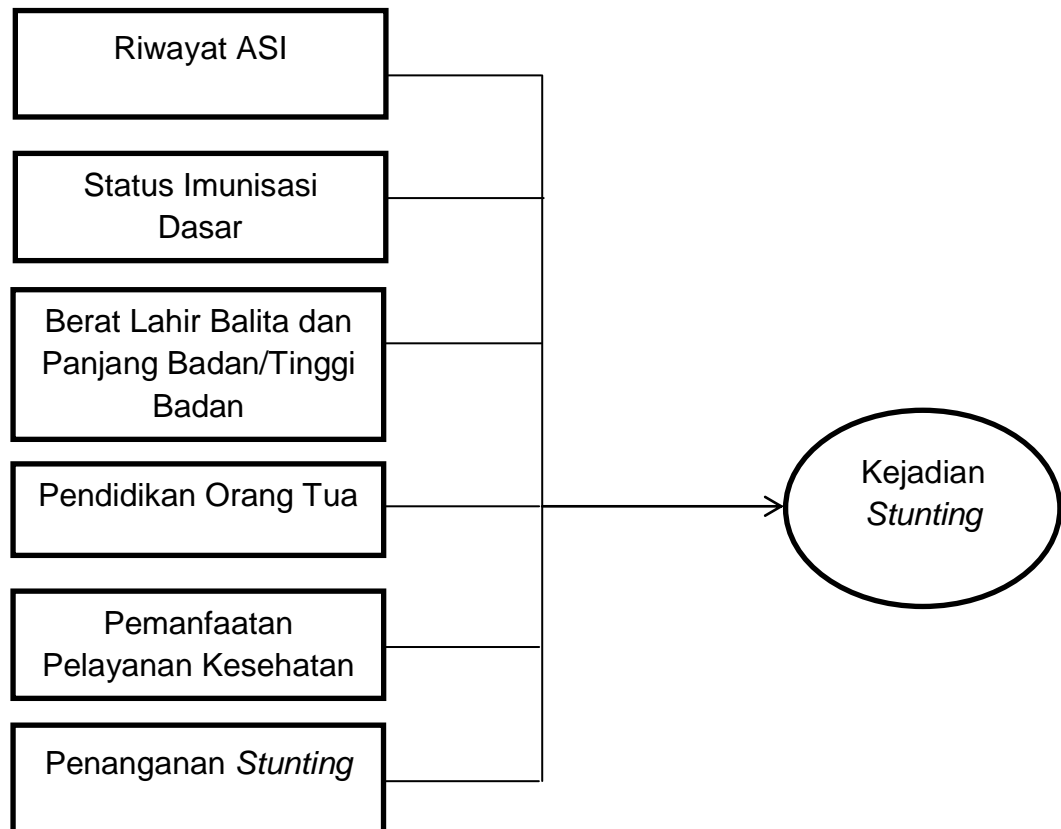 Riwayat ASI
Status Imunisasi
Dasar
Berat Lahir Balita dan
Panjang Badan/Tinggi
Badan
Pendidikan Orang Tua
Pemanfaatan
Pelayanan Kesehatan
Penanganan Stunting
Kejadian
Stunting